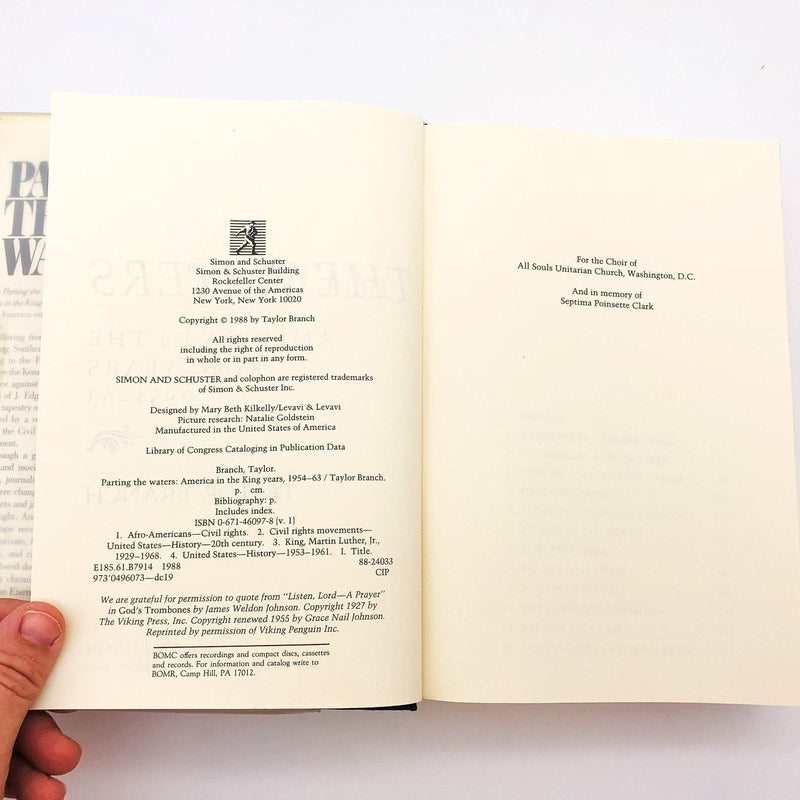 PA
TH
WA
Simon and Schuster
Simon & Schuster Building
Rockefeller Center
1230 Avenue of the Americas
New York, New York 10020
Copyright © 1988 by Taylor Branch
All rights reserved
including the right of reproduction
in whole or in part in any form.
SIMON AND SCHUSTER and colophon are registered trademarks
of Simon & Schuster Inc.
Designed by Mary Beth Kilkelly/Levavi & Levavi
Picture research: Natalie Goldstein
Manufactured in the United States of America
Library of Congress Cataloging in Publication Data
Branch, Taylor.
Parting the waters: America in the King years, 1954–63 / Taylor Branch.
p. cm.
Bibliography: p.
Includes index.
ISBN 0-671-46097-8 (v. 1)
1. Afro-Americans—Civil rights. 2. Civil rights movements—
United States—History—20th century. 3. King, Martin Luther, Jr.,
1929–1968. 4. United States—History—1953–1961. I. Title.
E185.61.B7914 1988 88-24033
973'.0496073—dc19 CIP
We are grateful for permission to quote from "Listen, Lord—A Prayer"
in God's Trombones by James Weldon Johnson. Copyright 1927 by
The Viking Press, Inc. Copyright renewed 1955 by Grace Nail Johnson.
Reprinted by permission of Viking Penguin Inc.
BOMC offers recordings and compact discs, cassettes
and records. For information and catalog write to
BOMR, Camp Hill, PA 17012.
For the Choir of
All Souls Unitarian Church, Washington, D.C.
And in memory of
Septima Poinsette Clark